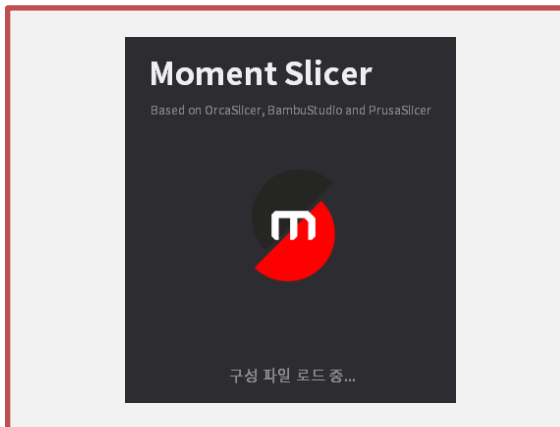 Moment Slicer
Based on OrcaSlicer, BambuStudio and PrusaSlicer
m
구성 파일 로드 중...